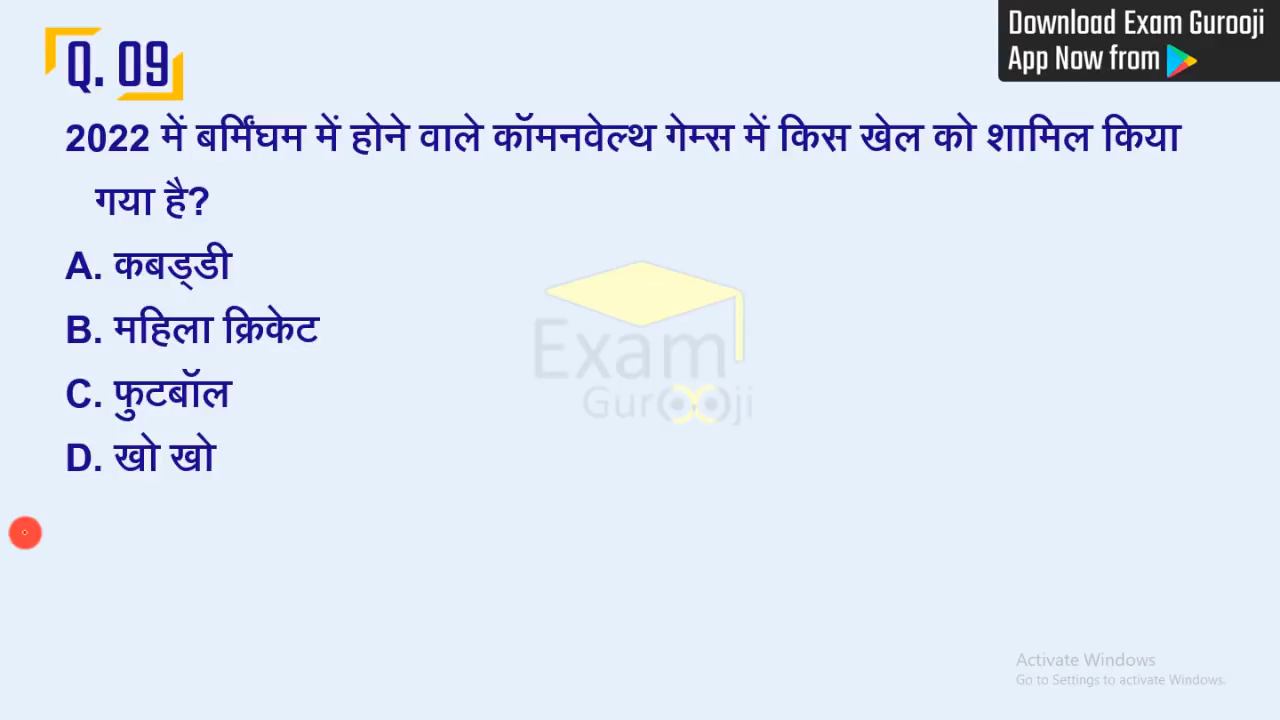 Download Exam Gurooji
App Now from
Q. 09
2022 में बर्मिंघम में होने वाले कॉमनवेल्थ गेम्स में किस खेल को शामिल किया
गया है?
A. कबड्डी
B. महिला क्रिकेट
C. फुटबॉल
D. खो खो
Exam
Gurooji
Activate Windows
Go to Settings to activate Windows.